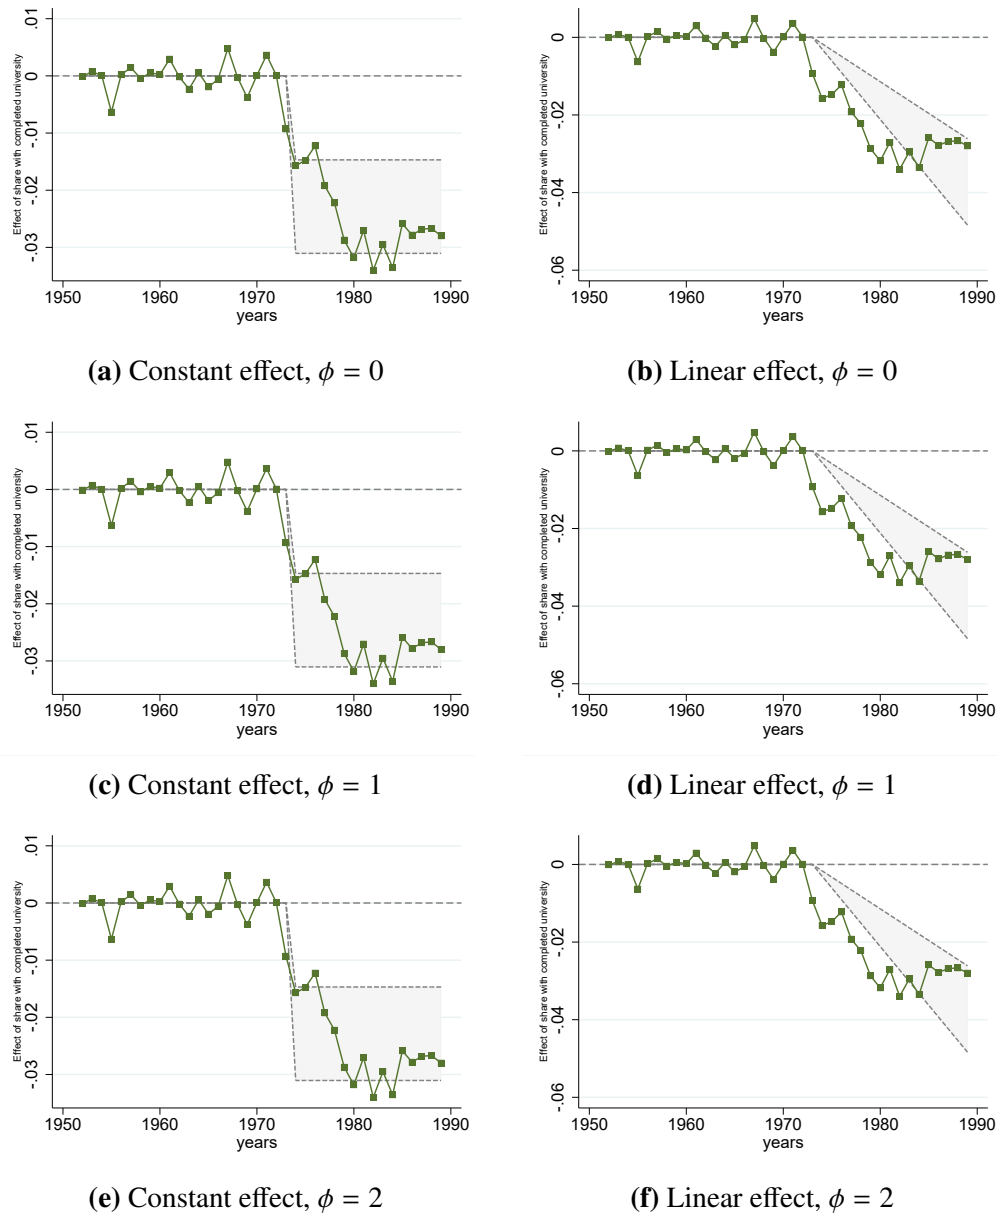 .01
0
-.01
-.02
-.03
Effect of share with completed university
1950 1960 1970 1980 1990
years
(a) Constant effect, ϕ = 0
0
-.02
-.04
-.06
Effect of share with completed university
1950 1960 1970 1980 1990
years
(b) Linear effect, ϕ = 0
.01
0
-.01
-.02
-.03
Effect of share with completed university
1950 1960 1970 1980 1990
years
(c) Constant effect, ϕ = 1
0
-.02
-.04
-.06
Effect of share with completed university
1950 1960 1970 1980 1990
years
(d) Linear effect, ϕ = 1
.01
0
-.01
-.02
-.03
Effect of share with completed university
1950 1960 1970 1980 1990
years
(e) Constant effect, ϕ = 2
0
-.02
-.04
-.06
Effect of share with completed university
1950 1960 1970 1980 1990
years
(f) Linear effect, ϕ = 2